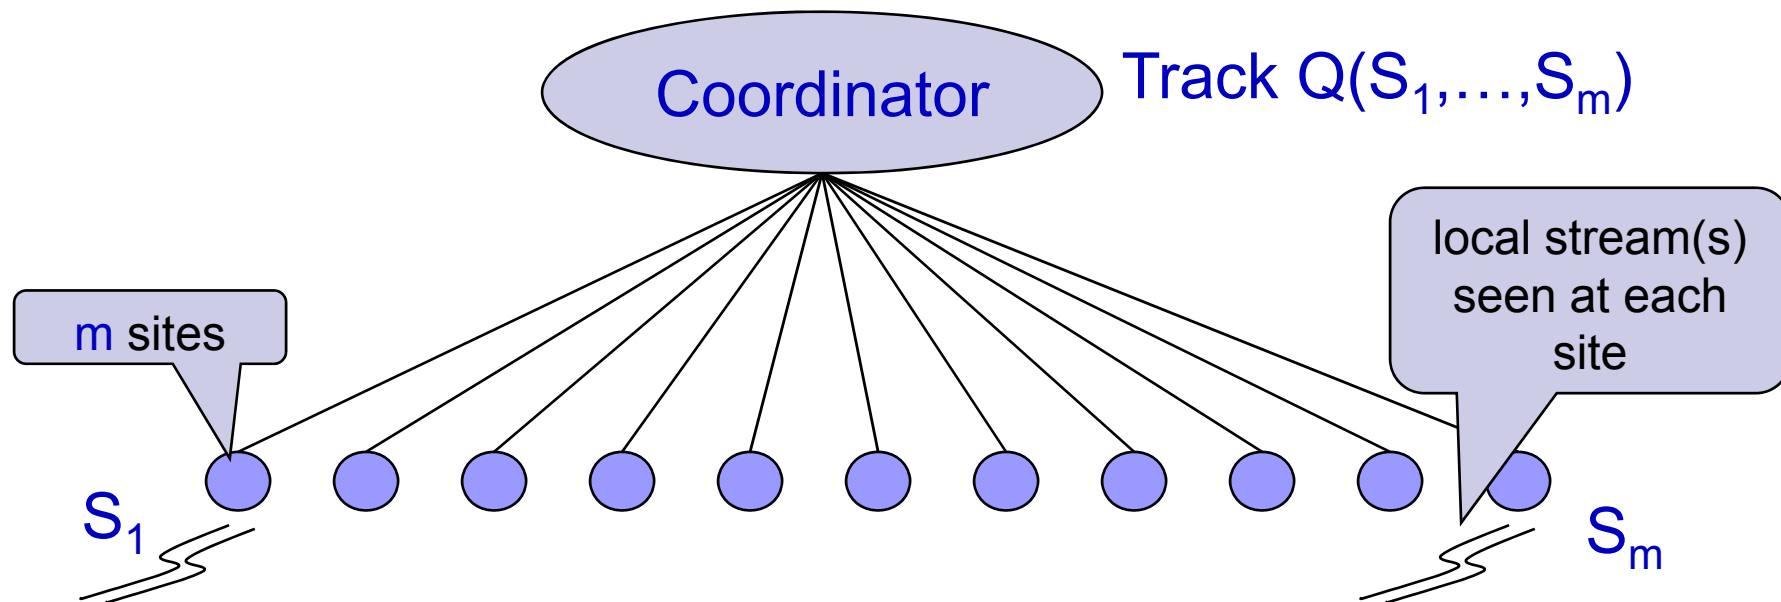 Coordinator
Track Q(S₁,…,Sₘ)
m sites
local stream(s)
seen at each
site
S₁
Sₘ